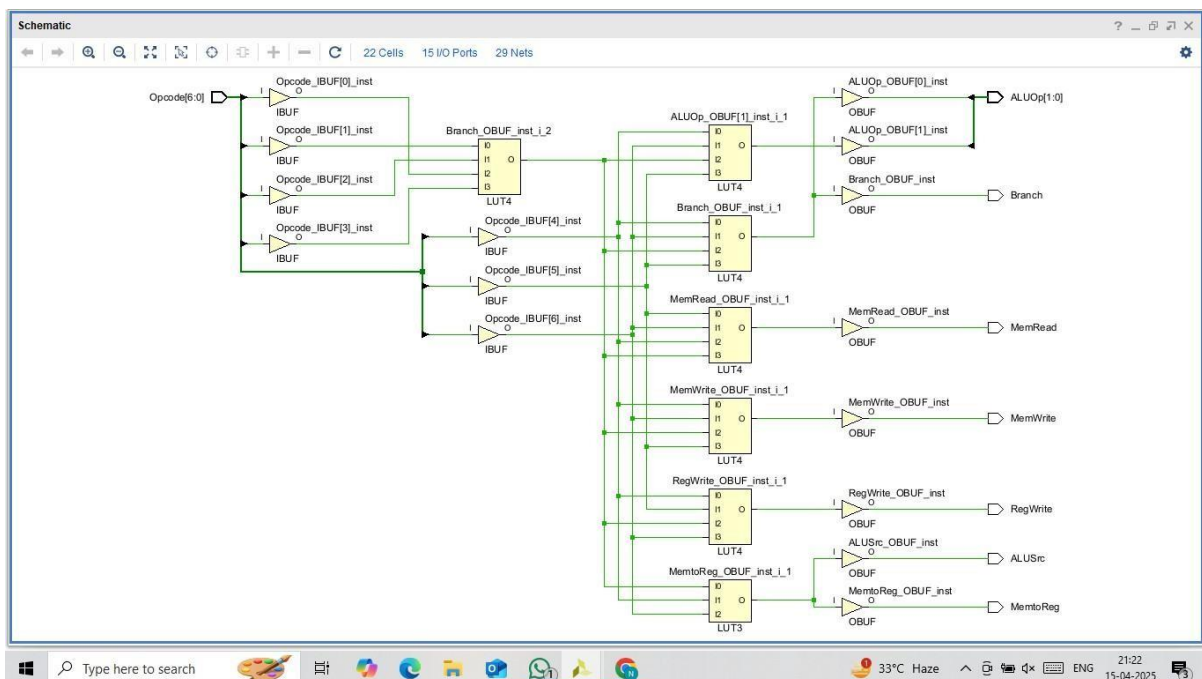 Schematic
22 Cells 15 I/O Ports 29 Nets
Opcode[6:0]
Opcode_IBUF[0]_inst
I O
IBUF
Opcode_IBUF[1]_inst
I O
IBUF
Opcode_IBUF[2]_inst
I O
IBUF
Opcode_IBUF[3]_inst
I O
IBUF
Branch_OBUF_inst_i_2
I0
I1 O
I2
I3
LUT4
Opcode_IBUF[4]_inst
I O
IBUF
Opcode_IBUF[5]_inst
I O
IBUF
Opcode_IBUF[6]_inst
I O
IBUF
ALUOp_OBUF[1]_inst_i_1
I0
I1 O
I2
I3
LUT4
Branch_OBUF_inst_i_1
I0
I1 O
I2
I3
LUT4
MemRead_OBUF_inst_i_1
I0
I1 O
I2
I3
LUT4
MemWrite_OBUF_inst_i_1
I0
I1 O
I2
I3
LUT4
RegWrite_OBUF_inst_i_1
I0
I1 O
I2
I3
LUT4
MemtoReg_OBUF_inst_i_1
I0
I1 O
I2
LUT3
ALUOp_OBUF[0]_inst
I O
OBUF
ALUOp[1:0]
ALUOp_OBUF[1]_inst
I O
OBUF
Branch_OBUF_inst
I O
OBUF
Branch
MemRead_OBUF_inst
I O
OBUF
MemRead
MemWrite_OBUF_inst
I O
OBUF
MemWrite
RegWrite_OBUF_inst
I O
OBUF
RegWrite
ALUSrc_OBUF_inst
I O
OBUF
ALUSrc
MemtoReg_OBUF_inst
I O
OBUF
MemtoReg
Type here to search
33°C Haze
ENG
21:22
15-04-2025